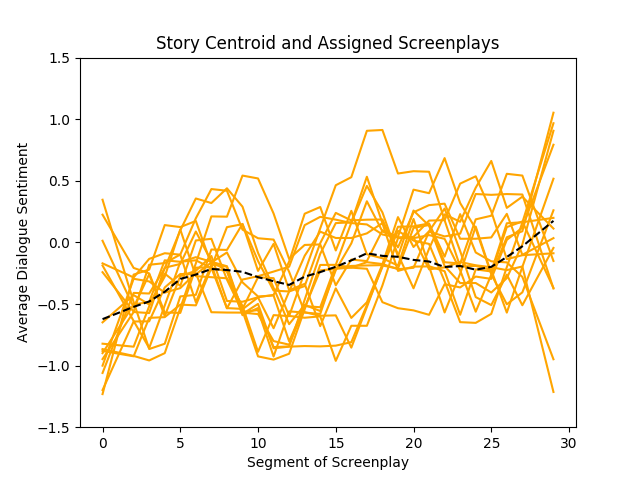 Story Centroid and Assigned Screenplays
1.5
1.0
0.5
0.0
−0.5
−1.0
−1.5
Average Dialogue Sentiment
0 5 10 15 20 25 30
Segment of Screenplay